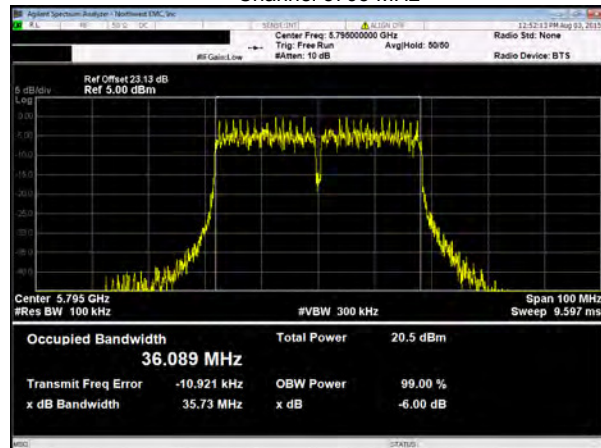 Channel 5795 MHz
Agilent Spectrum Analyzer - Northwest EMC, Inc
RL RF 50 Ω DC SENSE:INT ALIGN OFF 12:52:13 PM Aug 03, 2015
Center Freq: 5.795000000 GHz Radio Std: None
Trig: Free Run Avg|Hold: 50/50
#IFGain:Low #Atten: 10 dB Radio Device: BTS
Ref Offset 23.13 dB
5 dB/div Ref 5.00 dBm
Log
0.00
-5.00
-10.0
-15.0
-20.0
-25.0
-30.0
-35.0
-40.0
Center 5.795 GHz Span 100 MHz
#Res BW 100 kHz #VBW 300 kHz Sweep 9.597 ms
Occupied Bandwidth Total Power 20.5 dBm
36.089 MHz
Transmit Freq Error -10.921 kHz OBW Power 99.00 %
x dB Bandwidth 35.73 MHz x dB -6.00 dB
MSG STATUS